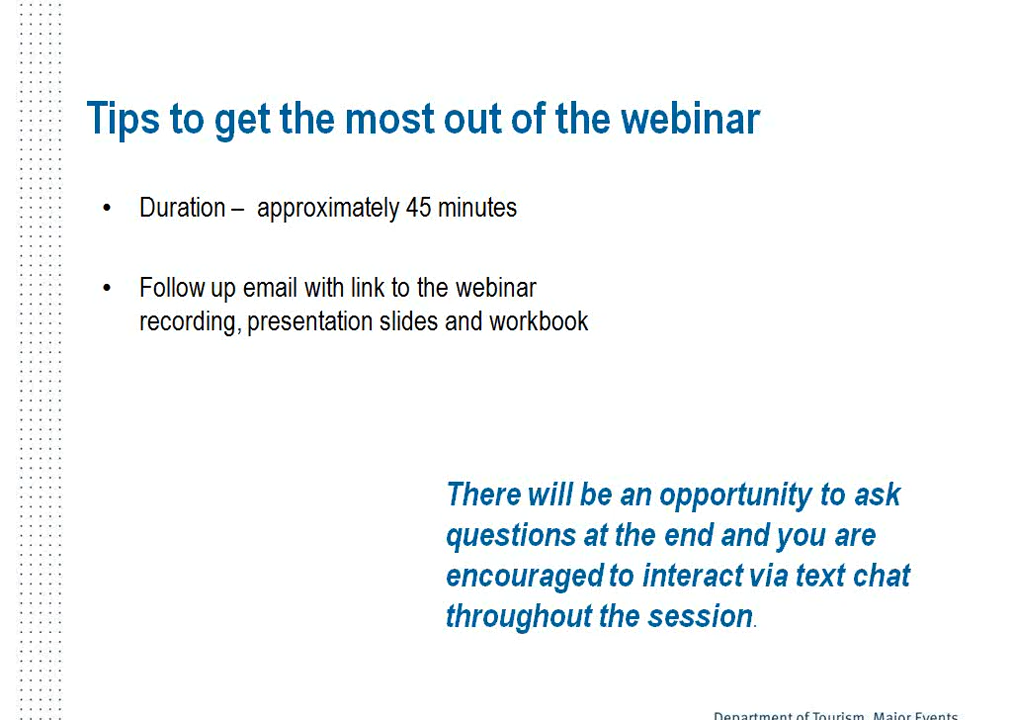 Tips to get the most out of the webinar
• Duration – approximately 45 minutes
• Follow up email with link to the webinar
recording, presentation slides and workbook
There will be an opportunity to ask
questions at the end and you are
encouraged to interact via text chat
throughout the session.
Department of Tourism, Major Events